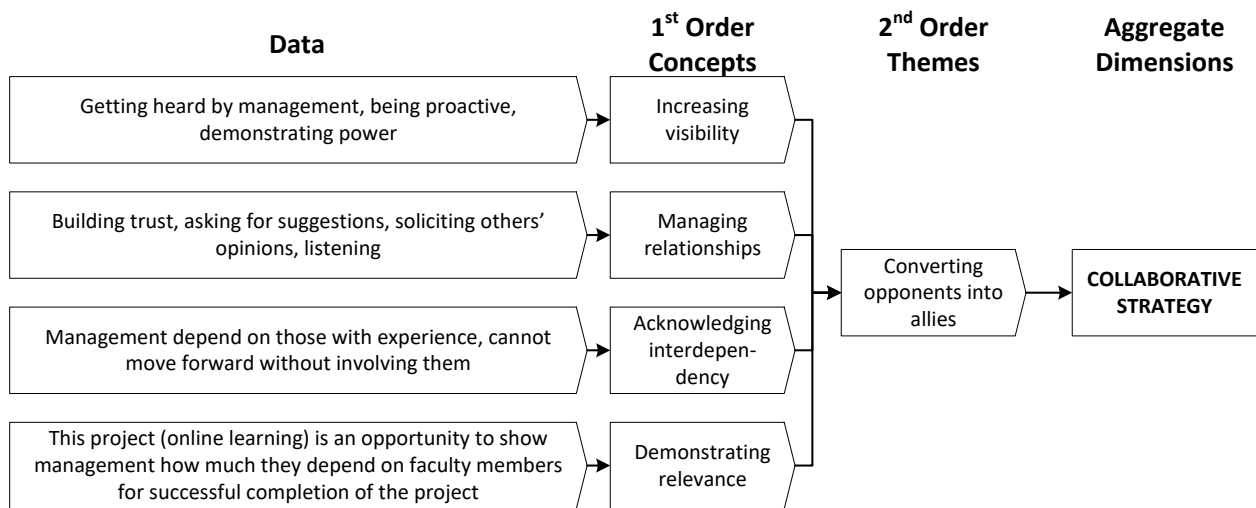 Data
1st Order
Concepts
2nd Order
Themes
Aggregate
Dimensions
Getting heard by management, being proactive,
demonstrating power
Increasing
visibility
Building trust, asking for suggestions, soliciting others’
opinions, listening
Managing
relationships
Management depend on those with experience, cannot
move forward without involving them
Acknowledging
interdepen-
dency
This project (online learning) is an opportunity to show
management how much they depend on faculty members
for successful completion of the project
Demonstrating
relevance
Converting
opponents into
allies
COLLABORATIVE
STRATEGY